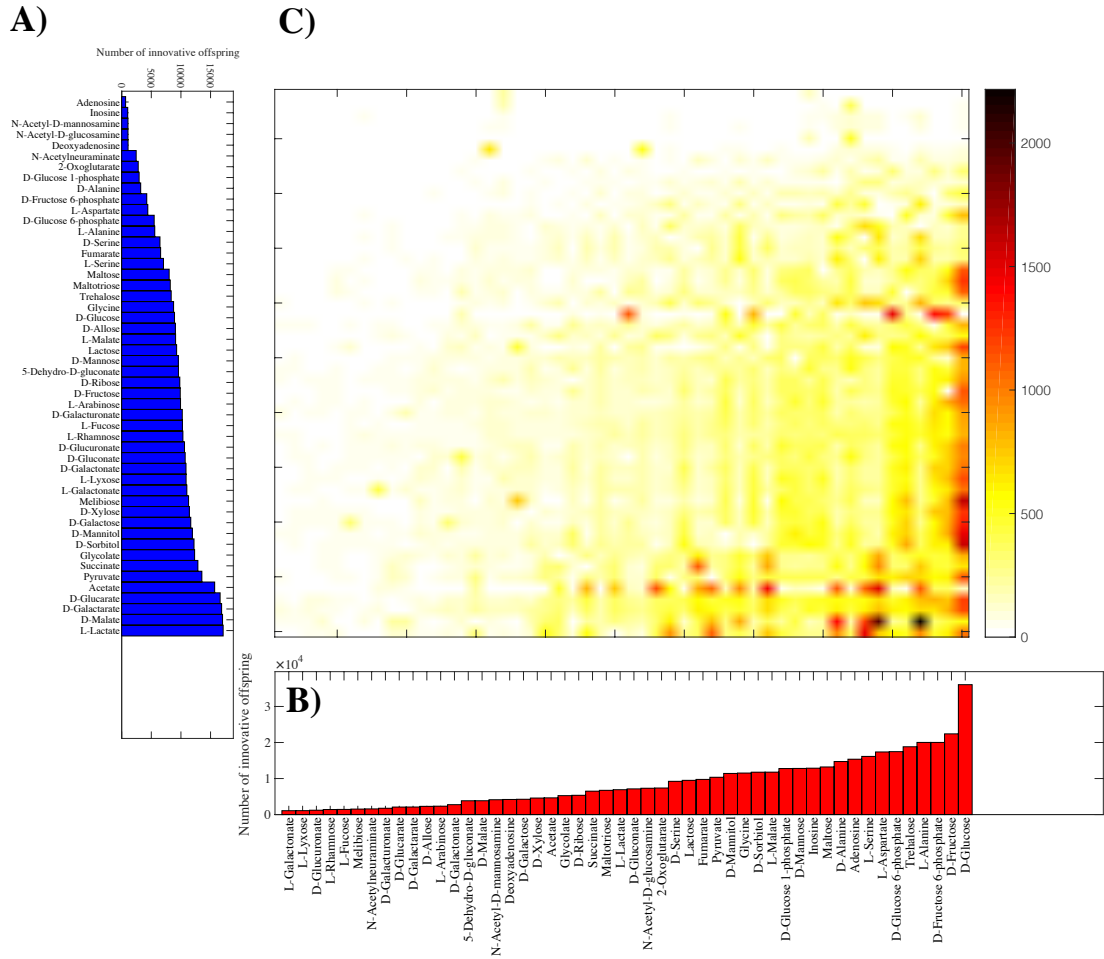 A)
C)
Number of innovative offspring
0
5000
10000
15000
Adenosine
Inosine
N-Acetyl-D-mannosamine
N-Acetyl-D-glucosamine
Deoxyadenosine
N-Acetylneuraminate
2-Oxoglutarate
D-Glucose 1-phosphate
D-Alanine
D-Fructose 6-phosphate
L-Aspartate
D-Glucose 6-phosphate
L-Alanine
D-Serine
Fumarate
L-Serine
Maltose
Maltotriose
Trehalose
Glycine
D-Glucose
D-Allose
L-Malate
Lactose
D-Mannose
5-Dehydro-D-gluconate
D-Ribose
D-Fructose
L-Arabinose
D-Galacturonate
L-Fucose
L-Rhamnose
D-Glucuronate
D-Gluconate
D-Galactonate
L-Lyxose
L-Galactonate
Melibiose
D-Xylose
D-Galactose
D-Mannitol
D-Sorbitol
Glycolate
Succinate
Pyruvate
Acetate
D-Glucarate
D-Galactarate
D-Malate
L-Lactate
2000
1500
1000
500
0
B)
×10^4
Number of innovative offspring
3
2
1
0
L-Galactonate
L-Lyxose
D-Glucuronate
L-Rhamnose
L-Fucose
Melibiose
N-Acetylneuraminate
D-Galacturonate
D-Glucarate
D-Galactarate
D-Allose
L-Arabinose
D-Galactonate
5-Dehydro-D-gluconate
D-Malate
N-Acetyl-D-mannosamine
Deoxyadenosine
D-Galactose
D-Xylose
Acetate
Glycolate
D-Ribose
Succinate
Maltotriose
L-Lactate
D-Gluconate
N-Acetyl-D-glucosamine
2-Oxoglutarate
D-Serine
Lactose
Fumarate
Pyruvate
D-Mannitol
Glycine
D-Sorbitol
L-Malate
D-Glucose 1-phosphate
D-Mannose
Inosine
Maltose
D-Alanine
Adenosine
L-Serine
L-Aspartate
D-Glucose 6-phosphate
Trehalose
L-Alanine
D-Fructose 6-phosphate
D-Fructose
D-Glucose